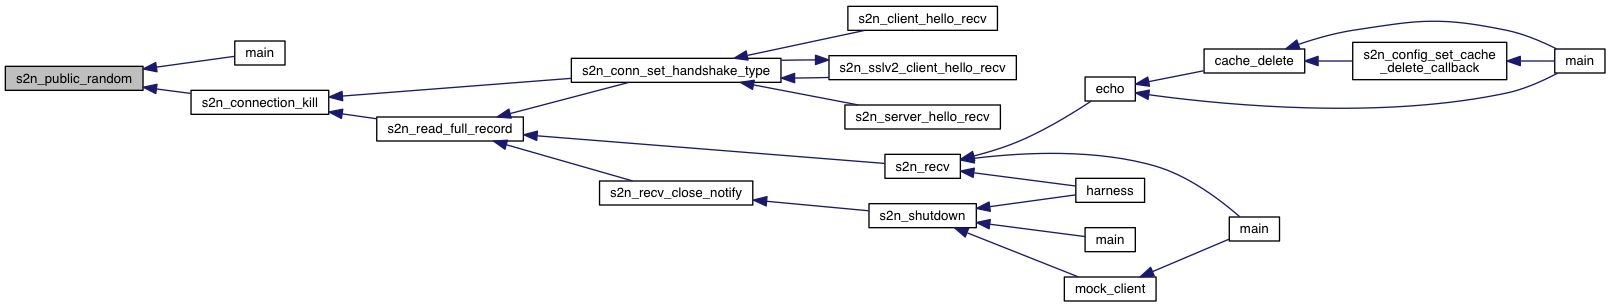 s2n_public_random
main
s2n_connection_kill
s2n_read_full_record
s2n_conn_set_handshake_type
s2n_recv_close_notify
s2n_client_hello_recv
s2n_sslv2_client_hello_recv
s2n_server_hello_recv
s2n_recv
s2n_shutdown
echo
harness
main
mock_client
cache_delete
main
s2n_config_set_cache
_delete_callback
main